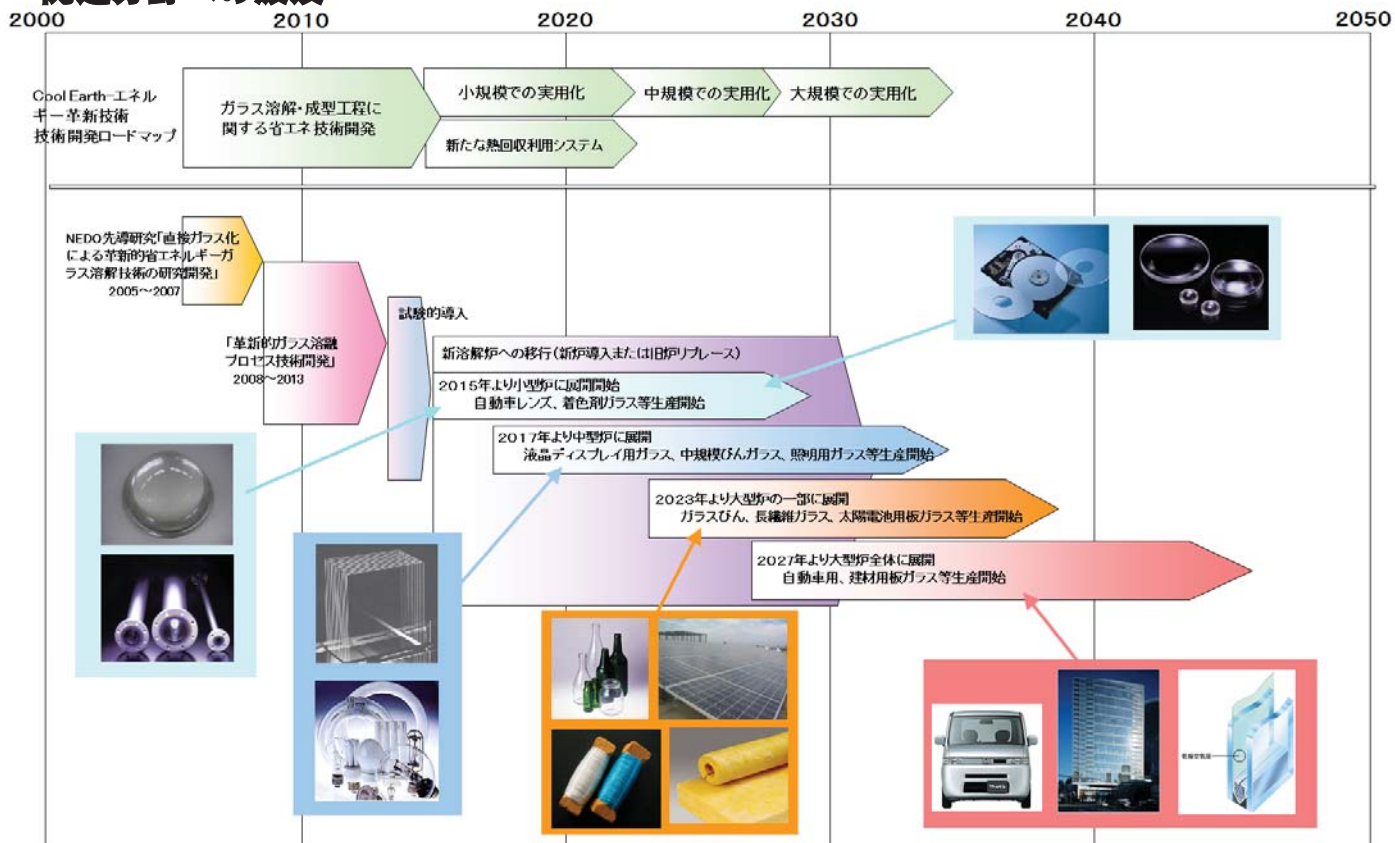 2000 2010 2020 2030 2040 2050
Cool Earth-エネル
ギー革新技術
技術開発ロードマップ
ガラス溶解・成型工程に
関する省エネ技術開発
小規模での実用化
中規模での実用化
大規模での実用化
新たな熱回収利用システム
NEDO先導研究「直接ガラス化
による革新的省エネルギーガ
ラス溶解技術の研究開発」
2005〜2007
「革新的ガラス溶融
プロセス技術開発」
2008〜2013
試験的導入
新溶解炉への移行(新炉導入または旧炉リプレース)
2015年より小型炉に展開開始
自動車レンズ、着色剤ガラス等生産開始
2017年より中型炉に展開
液晶ディスプレイ用ガラス、中規模びんガラス、照明用ガラス等生産開始
2023年より大型炉の一部に展開
ガラスびん、長繊維ガラス、太陽電池用板ガラス等生産開始
2027年より大型炉全体に展開
自動車用、建材用板ガラス等生産開始